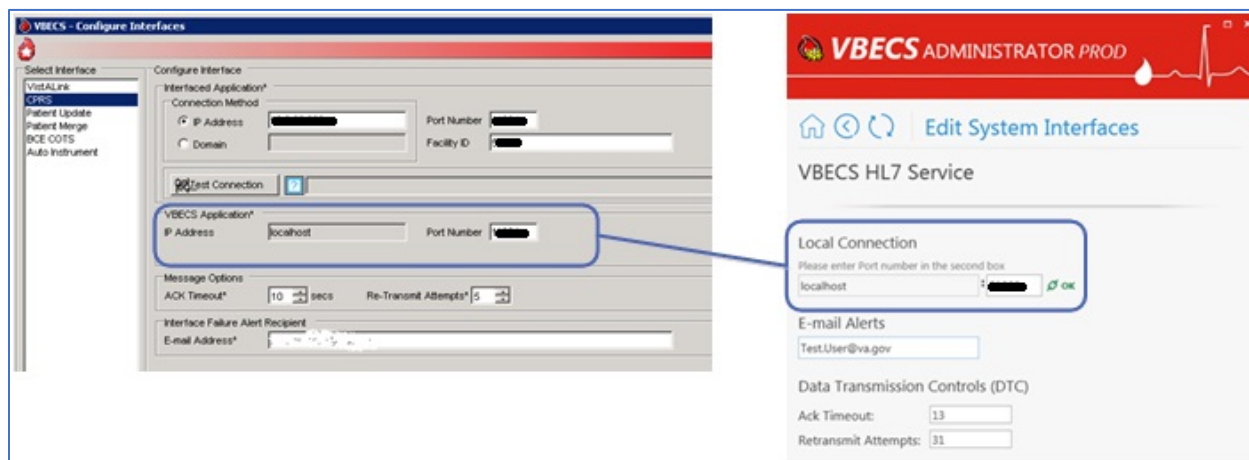 VBECS - Configure Interfaces
Select Interface
VistALink
CPRS
Patient Update
Patient Merge
BCE COTS
Auto Instrument
Configure Interface
Interfaced Application*
Connection Method
IP Address
Port Number
Domain
Facility ID
Test Connection
?
VBECS Application*
IP Address localhost Port Number
Message Options
ACK Timeout* 10 secs Re-Transmit Attempts* 5
Interface Failure Alert Recipient
E-mail Address*
VBECS ADMINISTRATOR PROD
Edit System Interfaces
VBECS HL7 Service
Local Connection
Please enter Port number in the second box
localhost : OK
E-mail Alerts
Test.User@va.gov
Data Transmission Controls (DTC)
Ack Timeout: 13
Retransmit Attempts: 31